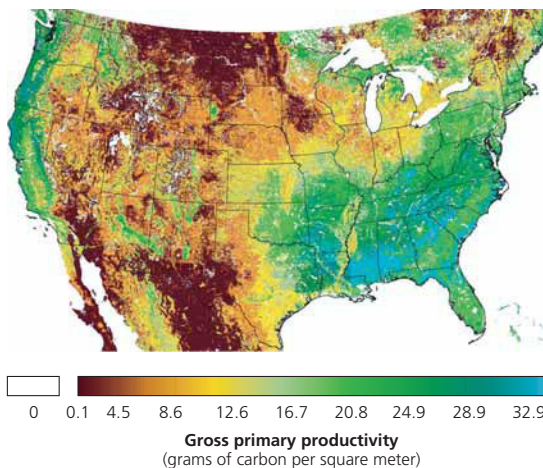 0 0.1 4.5 8.6 12.6 16.7 20.8 24.9 28.9 32.9
Gross primary productivity
(grams of carbon per square meter)